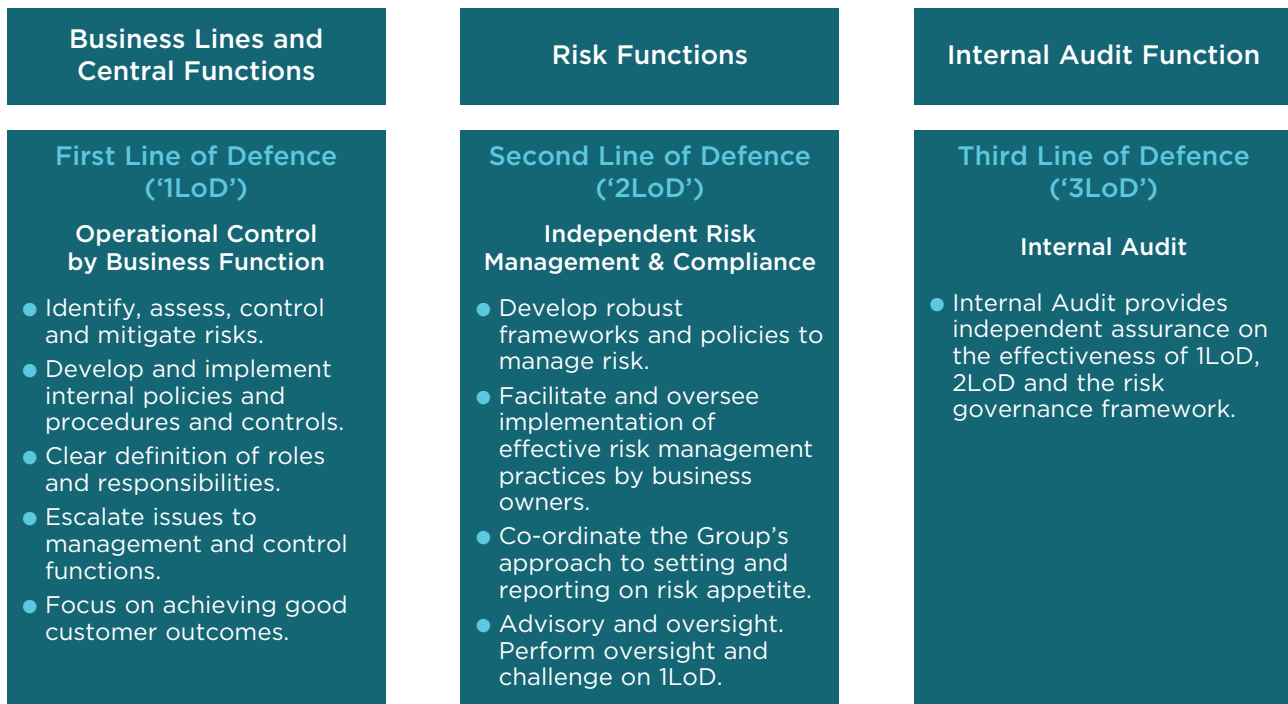 Business Lines and
Central Functions
First Line of Defence
(‘1LoD’)
Operational Control
by Business Function
● Identify, assess, control
and mitigate risks.
● Develop and implement
internal policies and
procedures and controls.
● Clear definition of roles
and responsibilities.
● Escalate issues to
management and control
functions.
● Focus on achieving good
customer outcomes.
Risk Functions
Second Line of Defence
(‘2LoD’)
Independent Risk
Management & Compliance
● Develop robust
frameworks and policies to
manage risk.
● Facilitate and oversee
implementation of
effective risk management
practices by business
owners.
● Co-ordinate the Group’s
approach to setting and
reporting on risk appetite.
● Advisory and oversight.
Perform oversight and
challenge on 1LoD.
Internal Audit Function
Third Line of Defence
(‘3LoD’)
Internal Audit
● Internal Audit provides
independent assurance on
the effectiveness of 1LoD,
2LoD and the risk
governance framework.